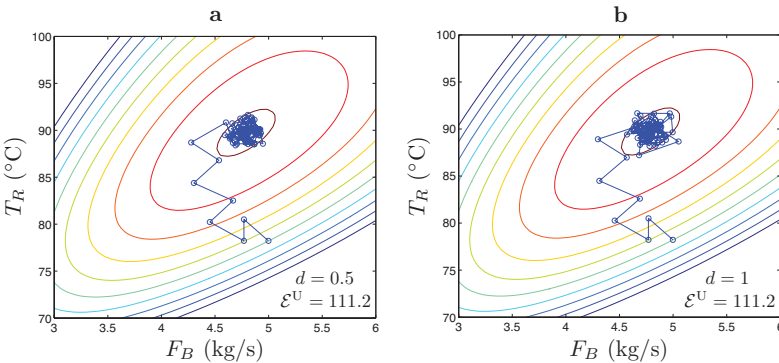 a
100
95
90
85
80
75
70
3 3.5 4 4.5 5 5.5 6
T_R (°C)
F_B (kg/s)
d = 0.5
ℰ^U = 111.2
b
100
95
90
85
80
75
70
3 3.5 4 4.5 5 5.5 6
T_R (°C)
F_B (kg/s)
d = 1
ℰ^U = 111.2